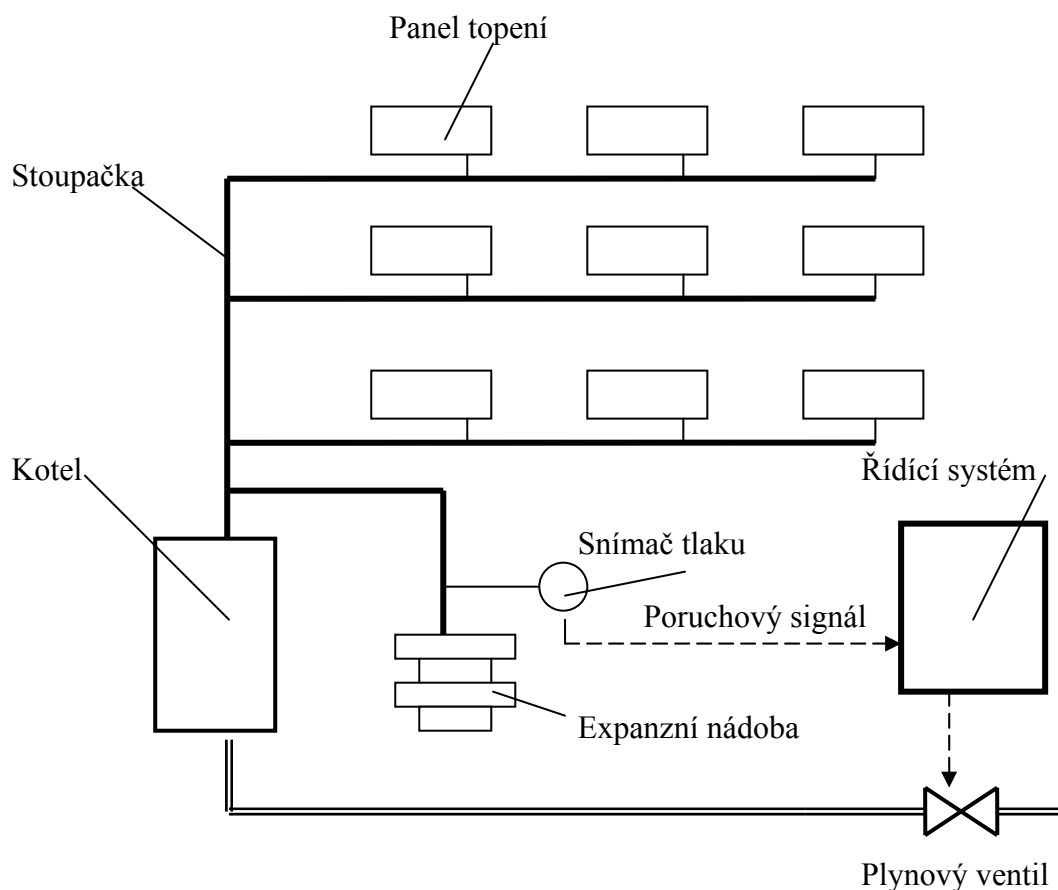 Panel topení
Stoupačka
Kotel
Řídící systém
Snímač tlaku
Poruchový signál
Expanzní nádoba
Plynový ventil